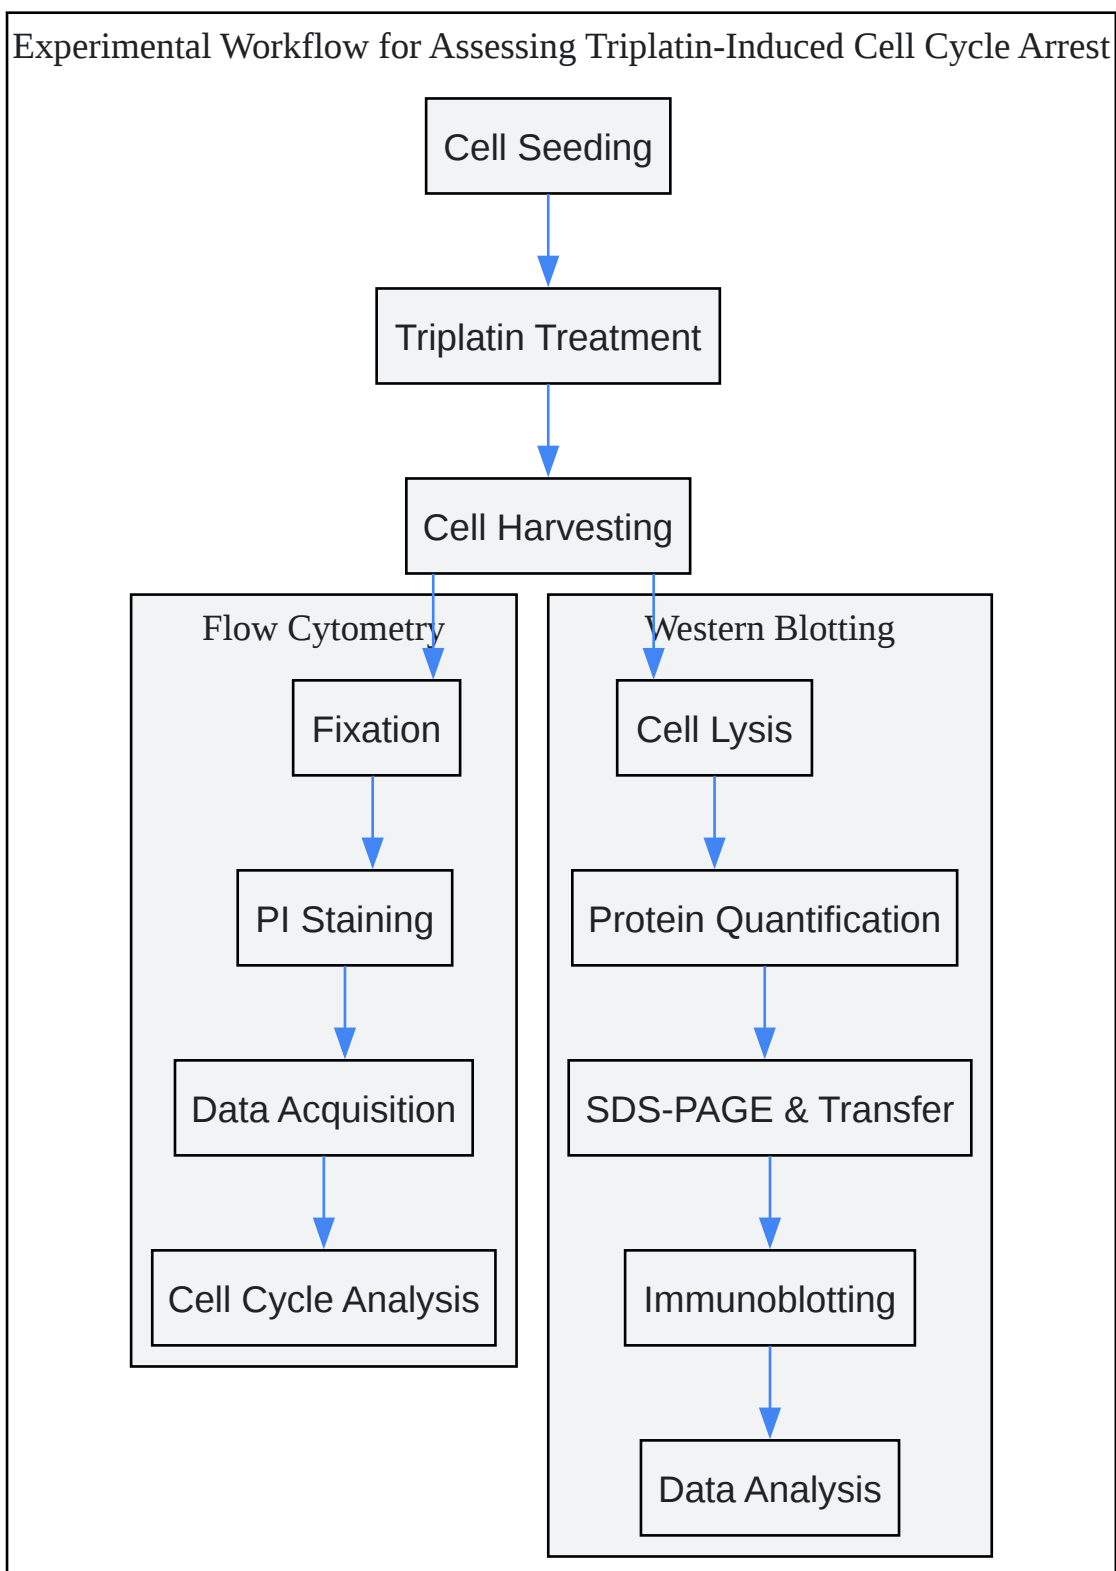 Experimental Workflow for Assessing Triplatin-Induced Cell Cycle Arrest
Cell Seeding
Triplatin Treatment
Cell Harvesting
Flow Cytometry
Fixation
PI Staining
Data Acquisition
Cell Cycle Analysis
Western Blotting
Cell Lysis
Protein Quantification
SDS-PAGE & Transfer
Immunoblotting
Data Analysis